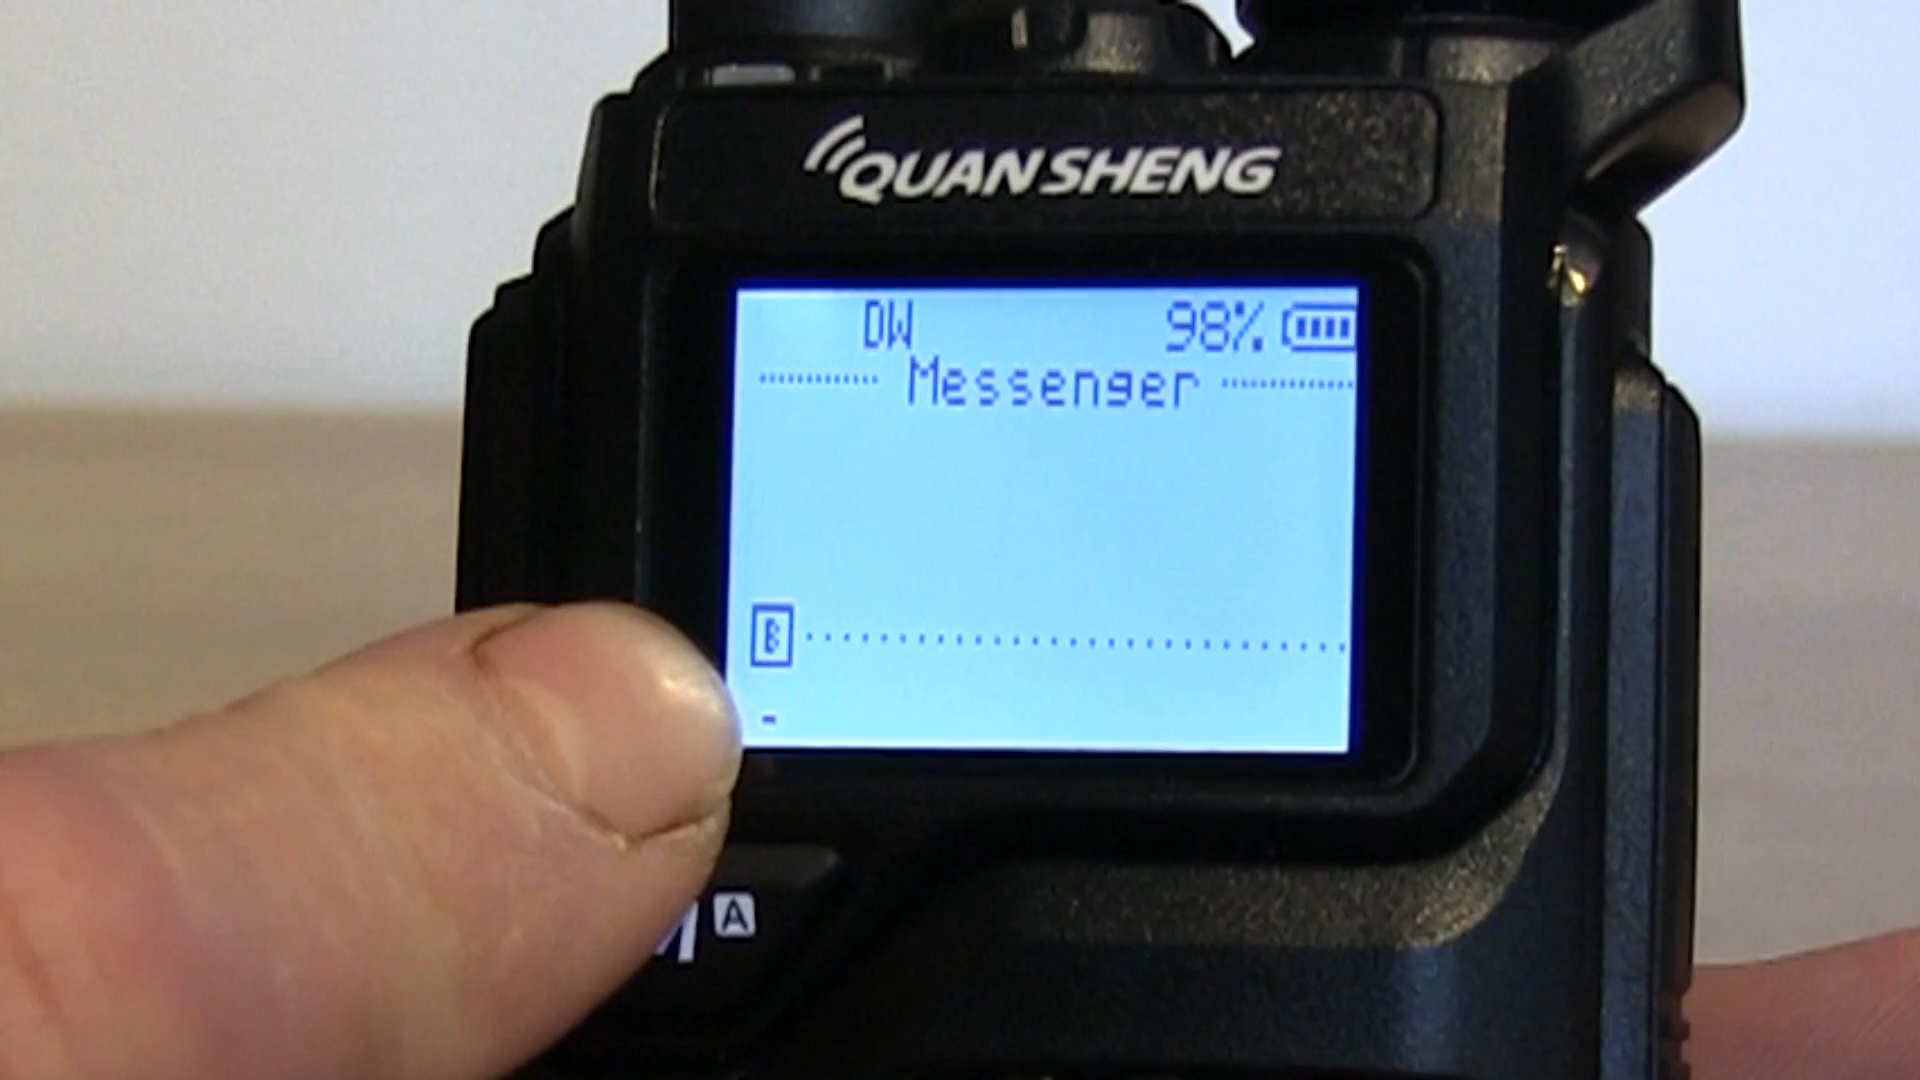 QUANSHENG
DW 98%
Messenger
B
-
A